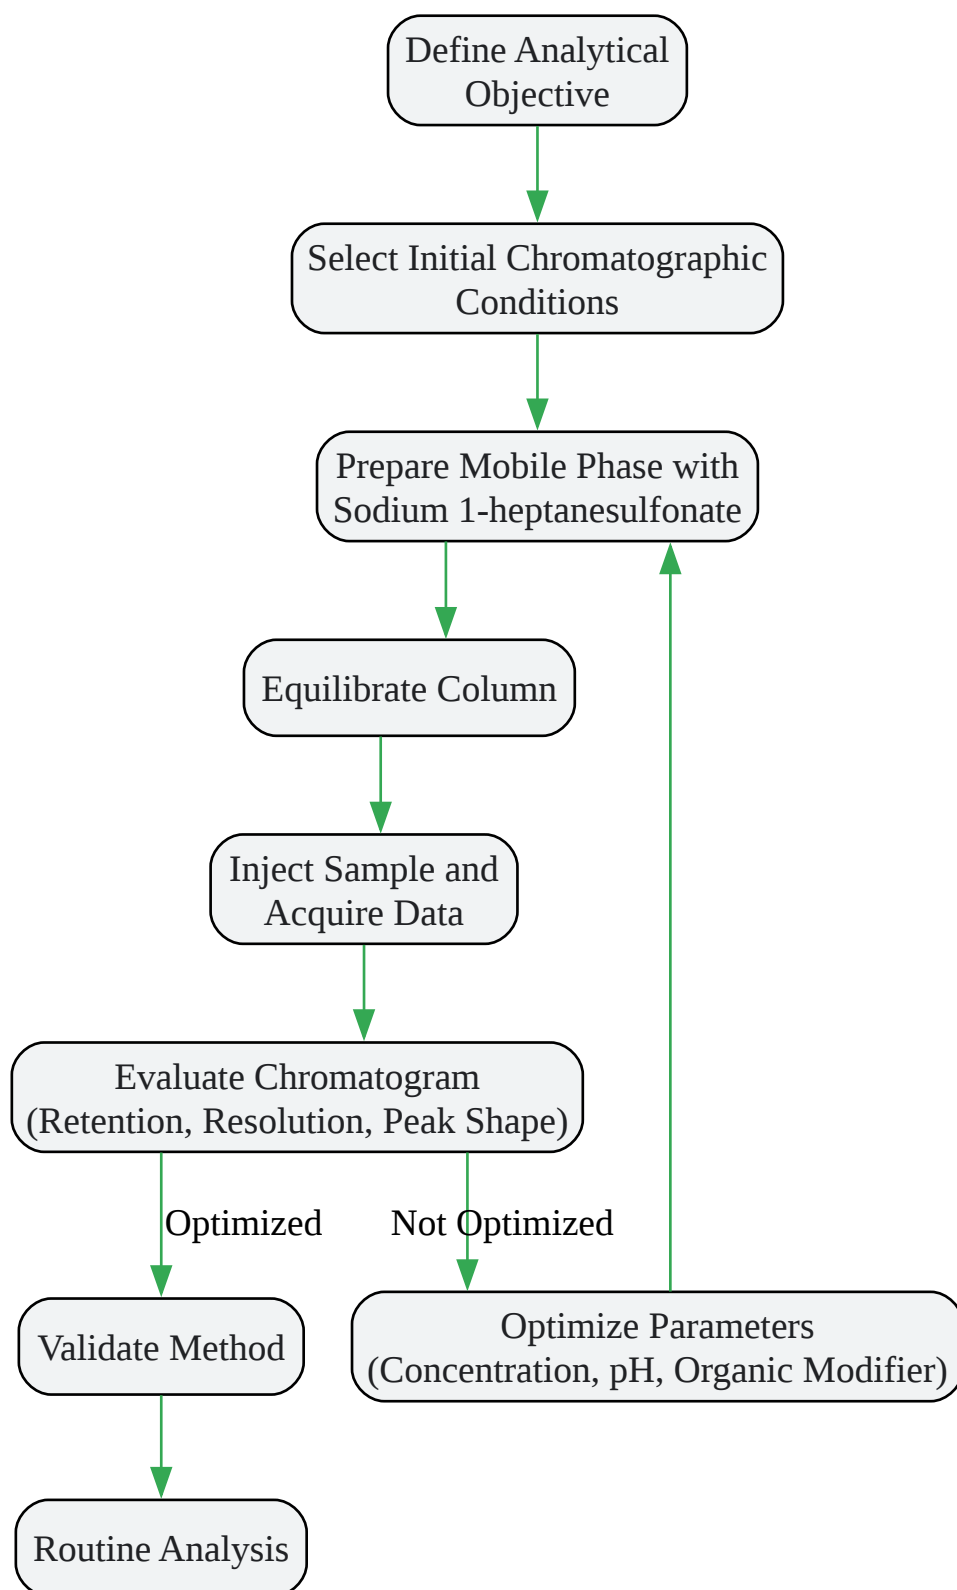 Define Analytical
Objective
Select Initial Chromatographic
Conditions
Prepare Mobile Phase with
Sodium 1-heptanesulfonate
Equilibrate Column
Inject Sample and
Acquire Data
Evaluate Chromatogram
(Retention, Resolution, Peak Shape)
Optimized
Not Optimized
Validate Method
Optimize Parameters
(Concentration, pH, Organic Modifier)
Routine Analysis